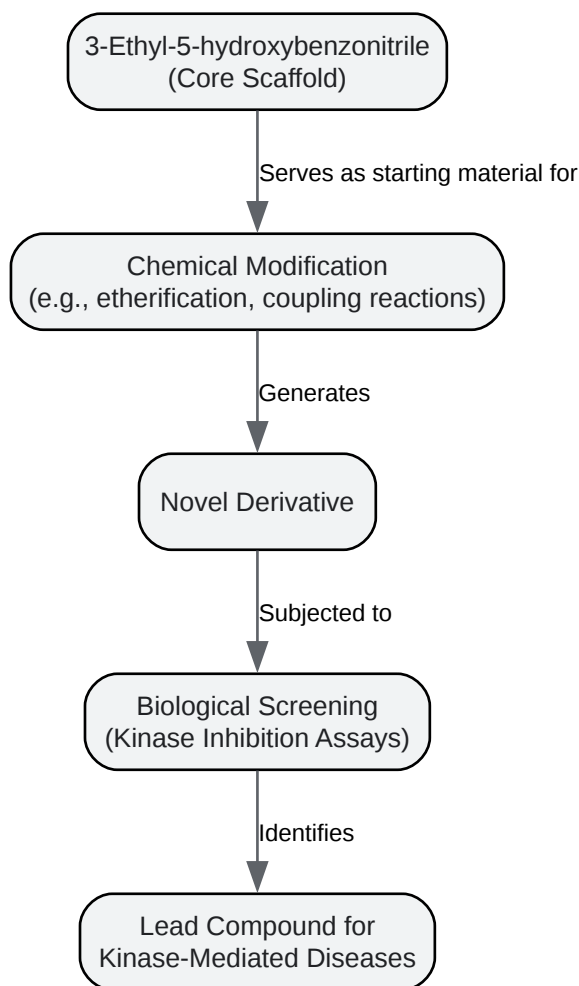 3-Ethyl-5-hydroxybenzonitrile
(Core Scaffold)
Serves as starting material for
Chemical Modification
(e.g., etherification, coupling reactions)
Generates
Novel Derivative
Subjected to
Biological Screening
(Kinase Inhibition Assays)
Identifies
Lead Compound for
Kinase-Mediated Diseases